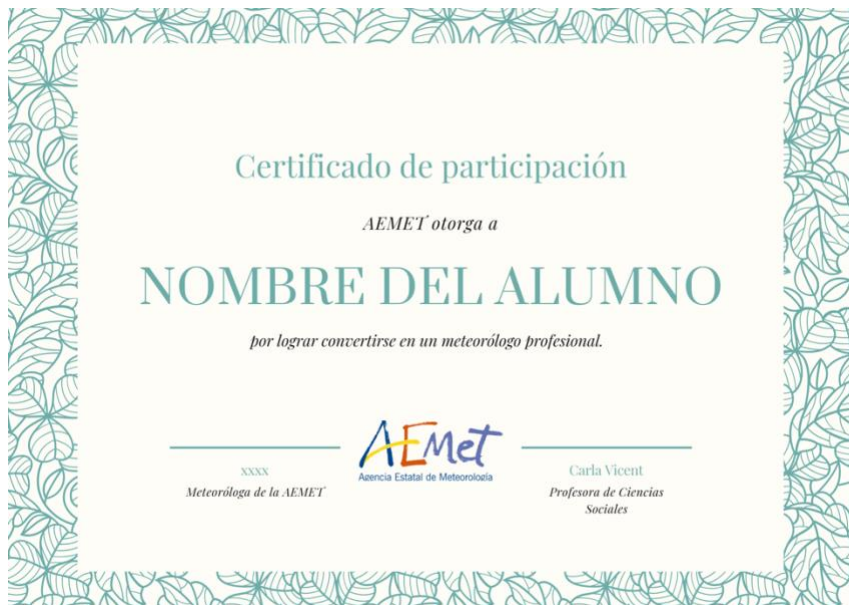 Certificado de participación
AEMET otorga a
NOMBRE DEL ALUMNO
por lograr convertirse en un meteorólogo profesional.
AEMet
Agencia Estatal de Meteorología
xxxx
Meteoróloga de la AEMET
Carla Vicent
Profesora de Ciencias
Sociales